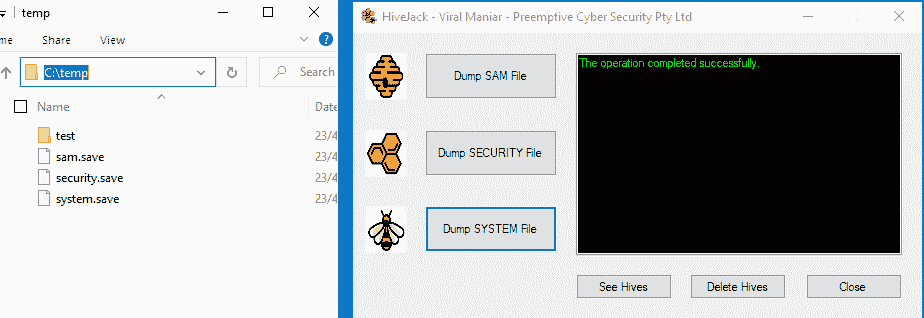 temp
me Share View
C:\temp
Search
Name Date
test 23/4
sam.save 23/4
security.save 23/4
system.save 23/4
HiveJack - Viral Maniar - Preemptive Cyber Security Pty Ltd
Dump SAM File
Dump SECURITY File
Dump SYSTEM File
The operation completed successfully.
See Hives
Delete Hives
Close